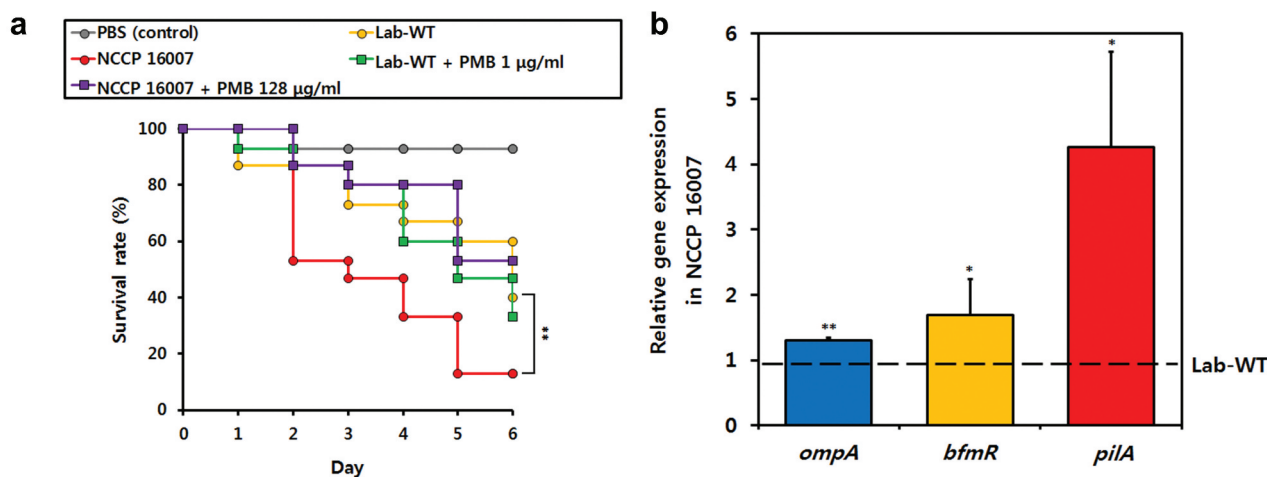 a
PBS (control)
Lab-WT
NCCP 16007
Lab-WT + PMB 1 µg/ml
NCCP 16007 + PMB 128 µg/ml
Survival rate (%)
100
80
60
40
20
0
**
0 1 2 3 4 5 6
Day
b
Relative gene expression
in NCCP 16007
6
5
4
3
2
1
0
**
*
*
Lab-WT
ompA bfmR pilA